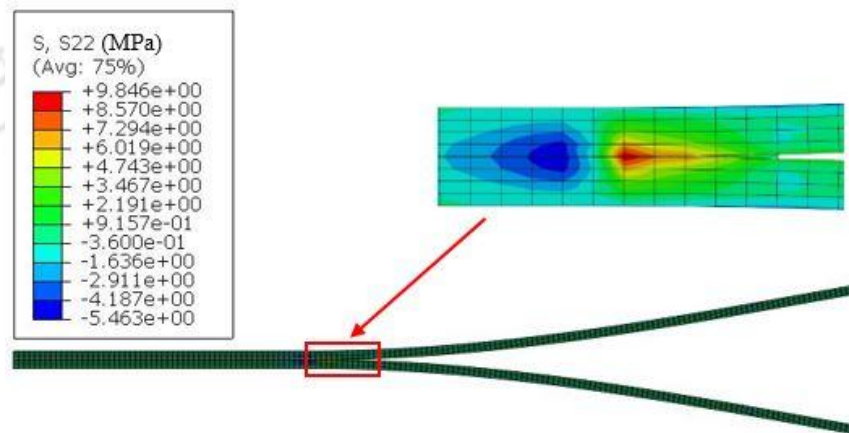 S, S22 (MPa)
(Avg: 75%)
+9.846e+00
+8.570e+00
+7.294e+00
+6.019e+00
+4.743e+00
+3.467e+00
+2.191e+00
+9.157e-01
-3.600e-01
-1.636e+00
-2.911e+00
-4.187e+00
-5.463e+00